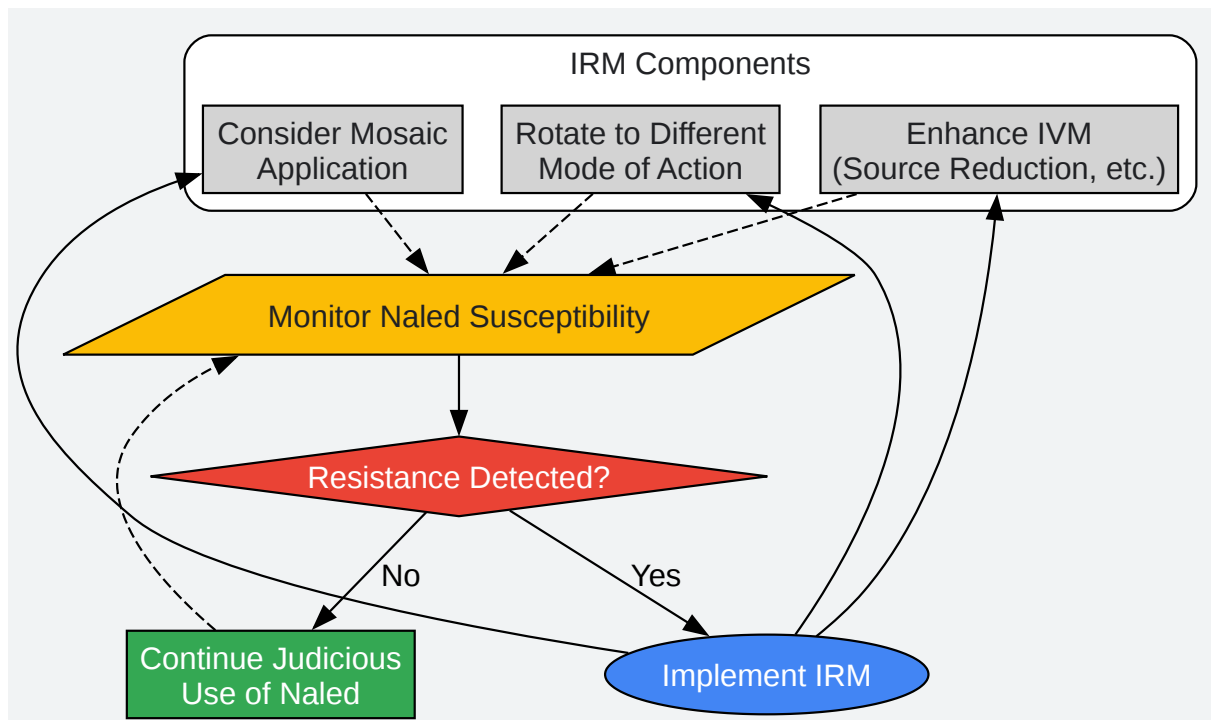 IRM Components
Consider Mosaic
Application
Rotate to Different
Mode of Action
Enhance IVM
(Source Reduction, etc.)
Monitor Naled Susceptibility
Resistance Detected?
No
Yes
Continue Judicious
Use of Naled
Implement IRM